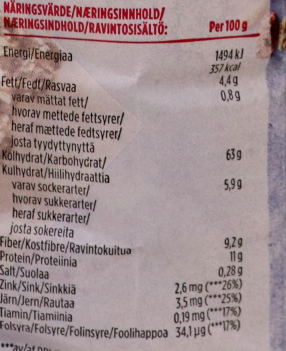 NÄRINGSVÄRDE/NÆRINGSINNHOLD/
NÆRINGSINDHOLD/RAVINTOSISÄLTÖ: Per 100 g
Energi/Energiaa 1494 kJ
357 kcal
Fett/Fedt/Rasvaa 4,4 g
varav mättat fett/ 0,8 g
hvorav mettede fettsyrer/
heraf mættede fedtsyrer/
josta tyydyttynyttä
Kolhydrat/Karbohydrat/ 63 g
Kulhydrat/Hiilihydraattia
varav sockerarter/ 5,9 g
hvorav sukkerarter/
heraf sukkerarter/
josta sokereita
Fiber/Kostfibre/Ravintokuitua 9,2 g
Protein/Proteiinia 11 g
Salt/Suolaa 0,28 g
Zink/Sink/Sinkkiä 2,6 mg (***26%)
Järn/Jern/Rautaa 3,5 mg (***25%)
Tiamin/Tiamiinia 0,19 mg (***17%)
Folsyra/Folsyre/Folinsyre/Foolihappoa 34,1 µg (***17%)